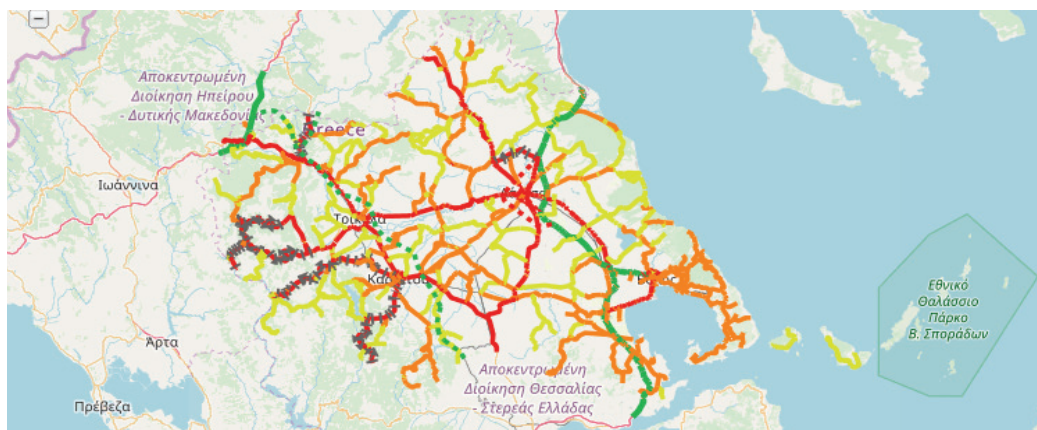 Αποκεντρωμένη
Διοίκηση Ηπείρου
- Δυτικής Μακεδονίας
Greece
Ιωάννινα
Τρίκαλα
Εθνικό
Θαλάσσιο
Πάρκο
Β. Σποράδων
Άρτα
Αποκεντρωμένη
Διοίκηση Θεσσαλίας
- Στερεάς Ελλάδας
Πρέβεζα